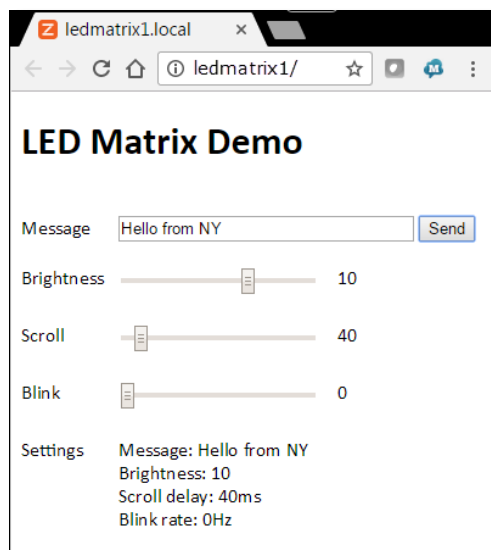 ledmatrix1.local
ledmatrix1/
LED Matrix Demo
Message Hello from NY Send
Brightness 10
Scroll 40
Blink 0
Settings Message: Hello from NY
Brightness: 10
Scroll delay: 40ms
Blink rate: 0Hz